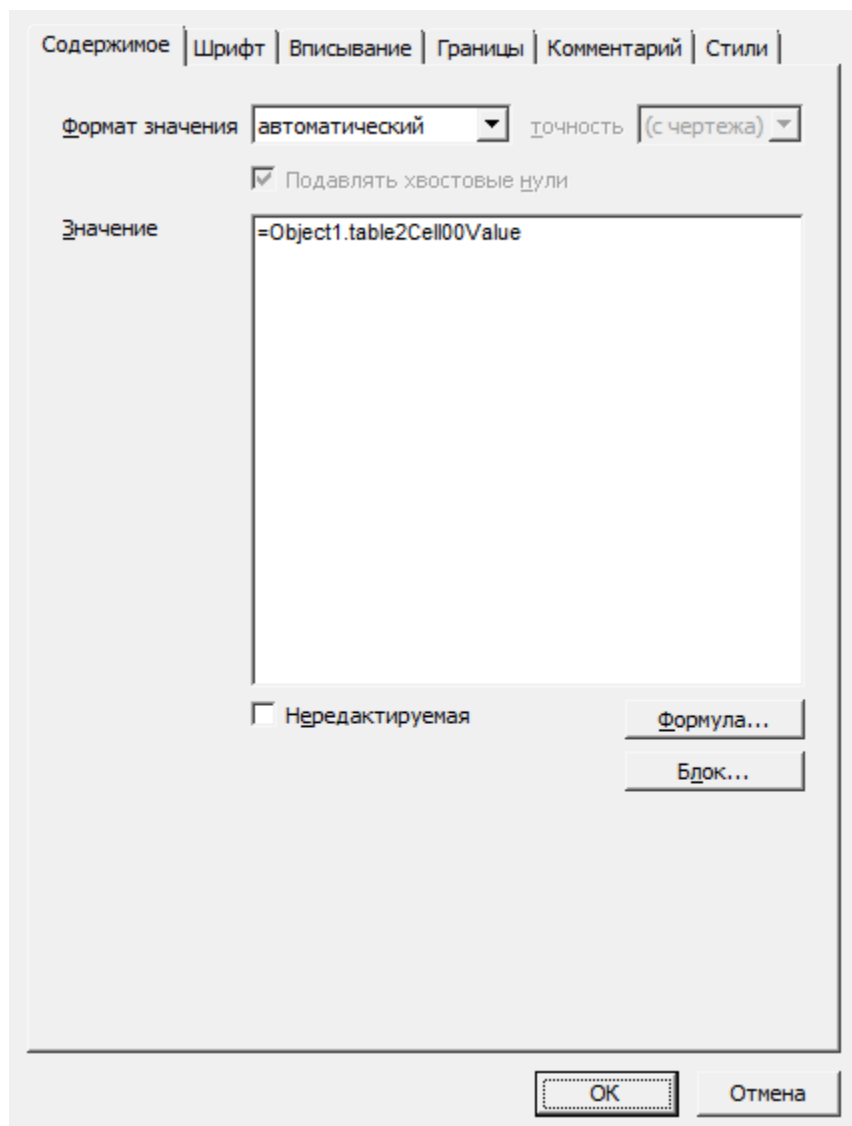 Содержимое Шрифт Вписывание Границы Комментарий Стили
Формат значения автоматический точность (с чертежа)
Подавлять хвостовые нули
Значение =Object1.table2Cell00Value
Нередактируемая Формула...
Блок...
ОК Отмена